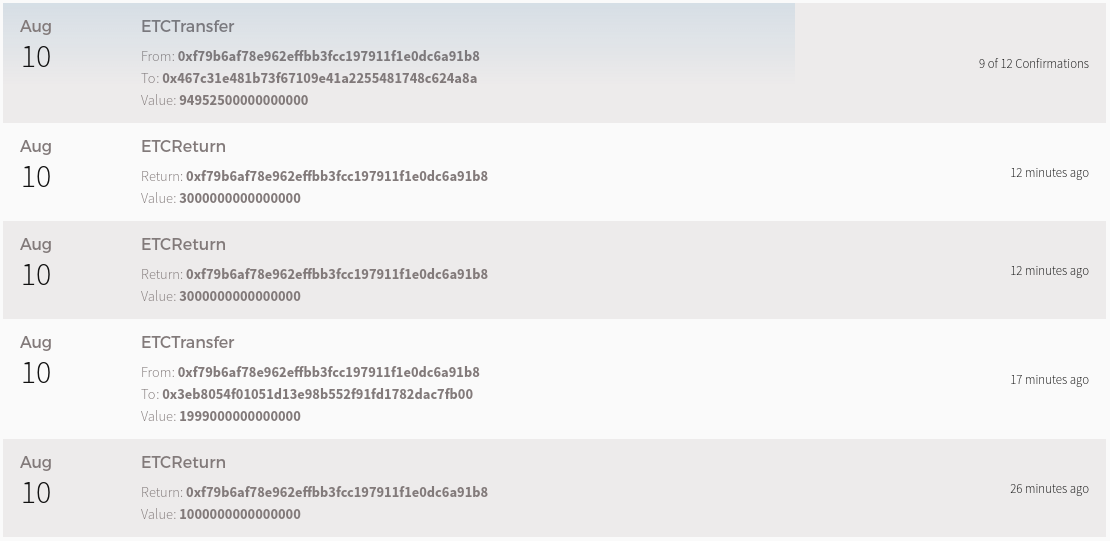 Aug
10
ETCTransfer
From: 0xf79b6af78e962effbb3fcc197911f1e0dc6a91b8
To: 0x467c31e481b73f67109e41a2255481748c624a8a
Value: 94952500000000000
9 of 12 Confirmations
Aug
10
ETCReturn
Return: 0xf79b6af78e962effbb3fcc197911f1e0dc6a91b8
Value: 3000000000000000
12 minutes ago
Aug
10
ETCReturn
Return: 0xf79b6af78e962effbb3fcc197911f1e0dc6a91b8
Value: 3000000000000000
12 minutes ago
Aug
10
ETCTransfer
From: 0xf79b6af78e962effbb3fcc197911f1e0dc6a91b8
To: 0x3eb8054f01051d13e98b552f91fd1782dac7fb00
Value: 1999000000000000
17 minutes ago
Aug
10
ETCReturn
Return: 0xf79b6af78e962effbb3fcc197911f1e0dc6a91b8
Value: 1000000000000000
26 minutes ago